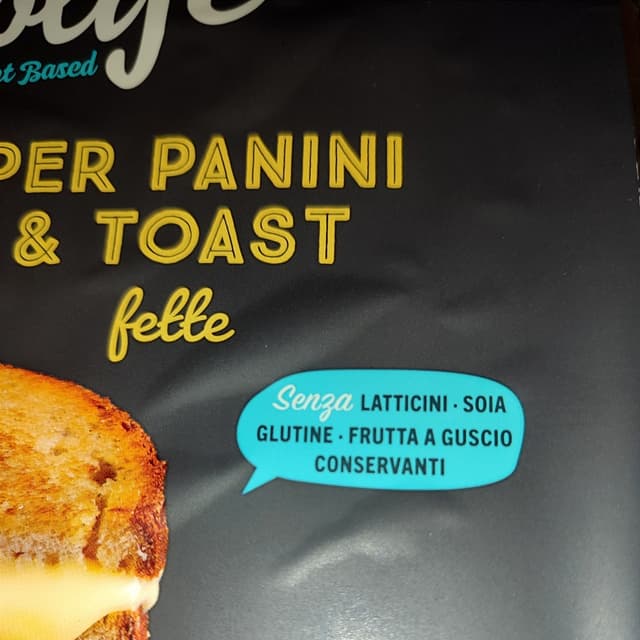 Based
PER PANINI
& TOAST
fette
Senza LATTICINI · SOIA
GLUTINE · FRUTTA A GUSCIO
CONSERVANTI